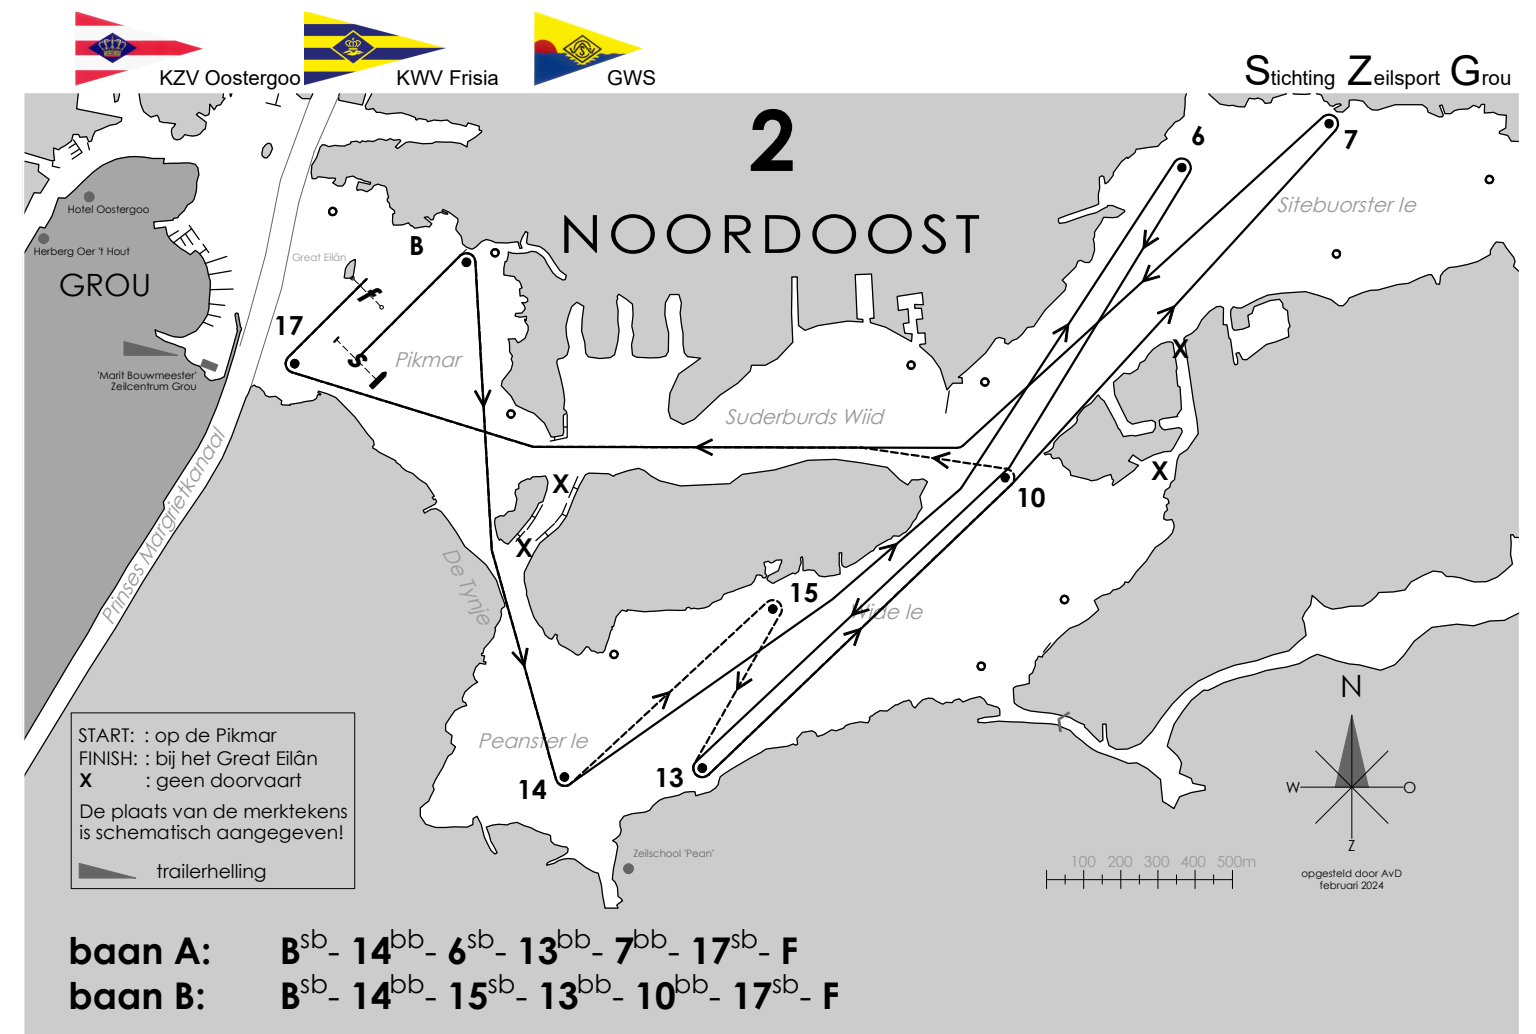 KZV Oostergoo
KWV Frisia
GWS
Stichting Zeilsport Grou
2
NOORDOOST
6
7
Sitebuorster Ie
Hotel Oostergoo
Herberg Oer 't Hout
GROU
Great Eilân
B
f
17
s
Pikmar
'Marit Bouwmeester'
Zeilcentrum Grou
Suderburds Wiid
X
X
X
X
10
Prinses Margrietkanaal
De Tynje
15
Wide Ie
Peanster Ie
14
13
Zeilschool 'Pean'
START: : op de Pikmar
FINISH: : bij het Great Eilân
X : geen doorvaart
De plaats van de merktekens
is schematisch aangegeven!
trailerhelling
N
W
O
Z
100 200 300 400 500m
opgesteld door AvD
februari 2024
baan A: Bsb- 14bb- 6sb- 13bb- 7bb- 17sb- F
baan B: Bsb- 14bb- 15sb- 13bb- 10bb- 17sb- F